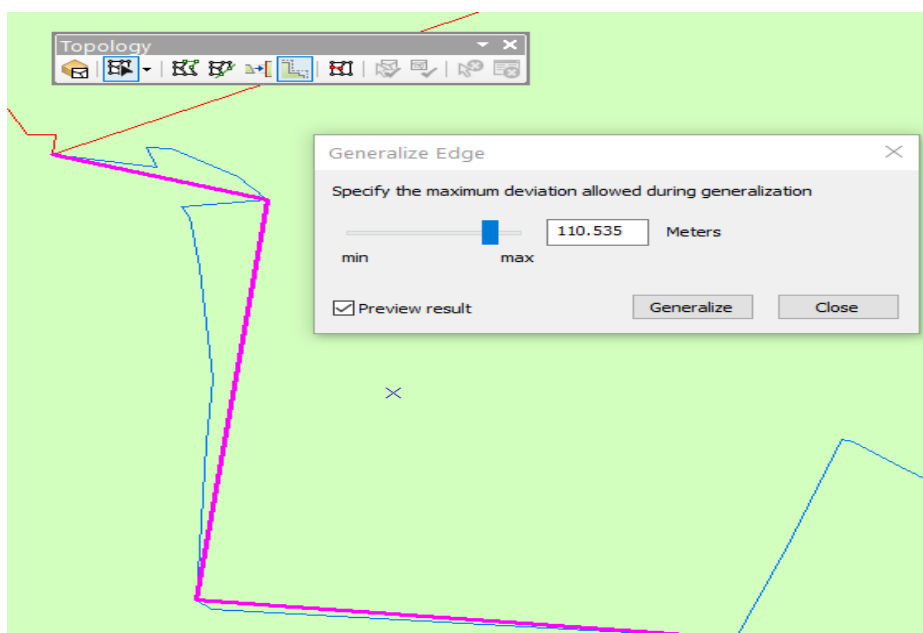 Topology
Generalize Edge
Specify the maximum deviation allowed during generalization
110.535 Meters
min max
Preview result Generalize Close